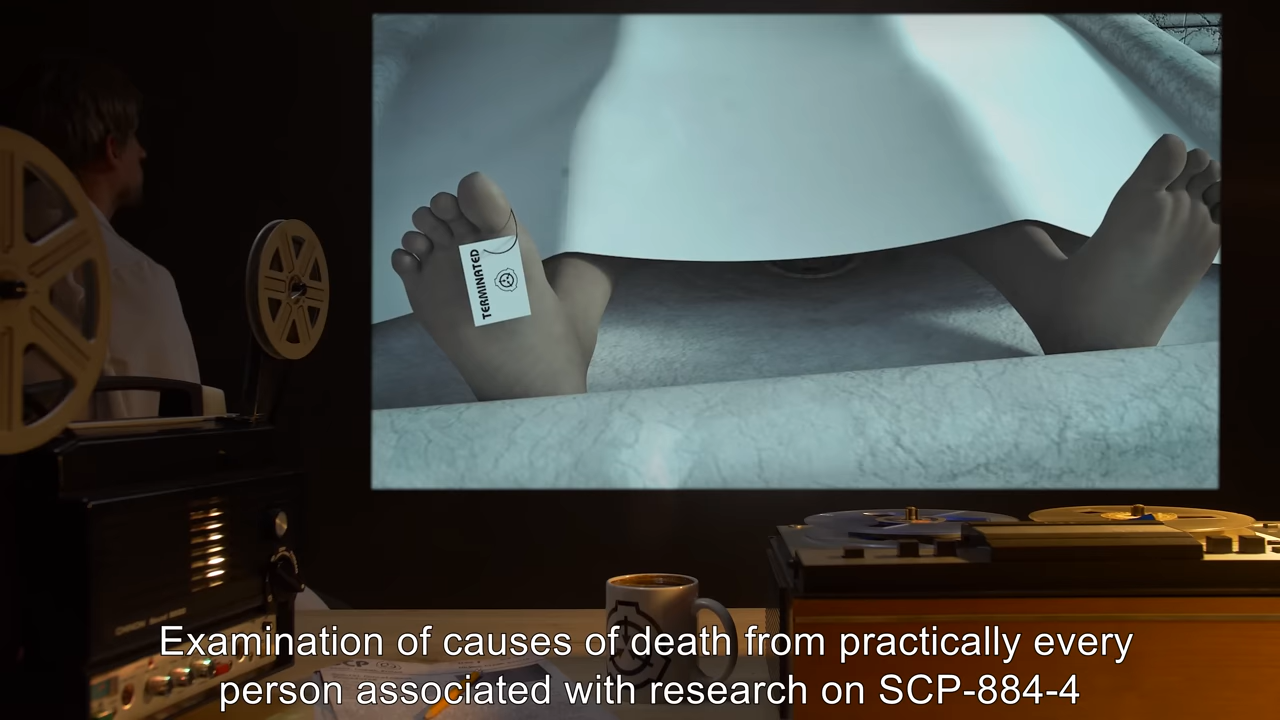 TERMINATED
Examination of causes of death from practically every
person associated with research on SCP-884-4